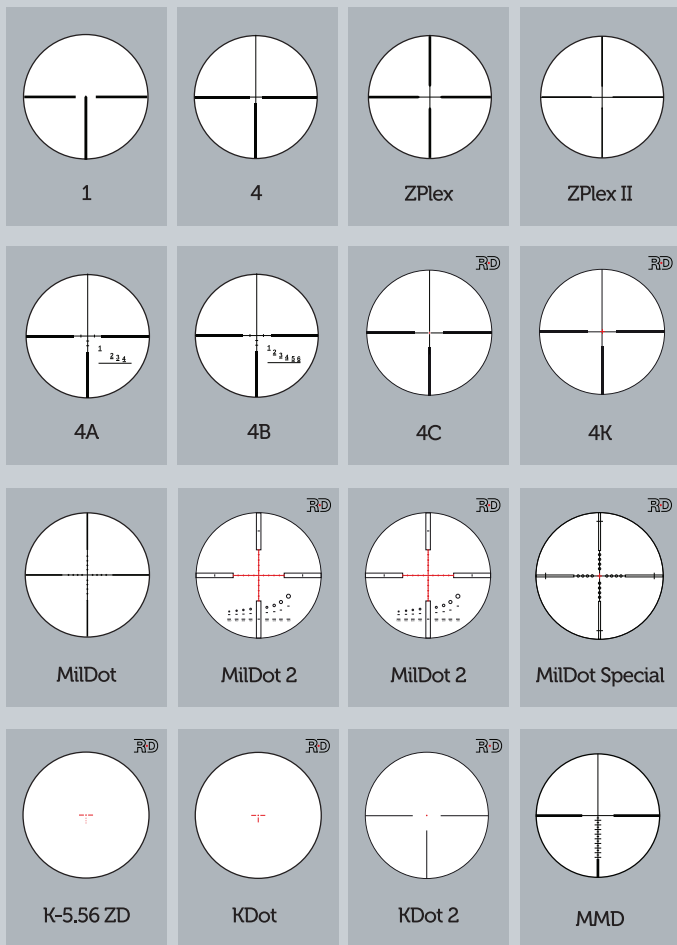 1
4
ZPlex
ZPlex II
RD
RD
1
2 3 4
1 2 3 4 5 6
4A
4B
4C
4K
RD
RD
RD
MilDot
MilDot 2
MilDot 2
MilDot Special
RD
RD
RD
K-5.56 ZD
KDot
KDot 2
MMD